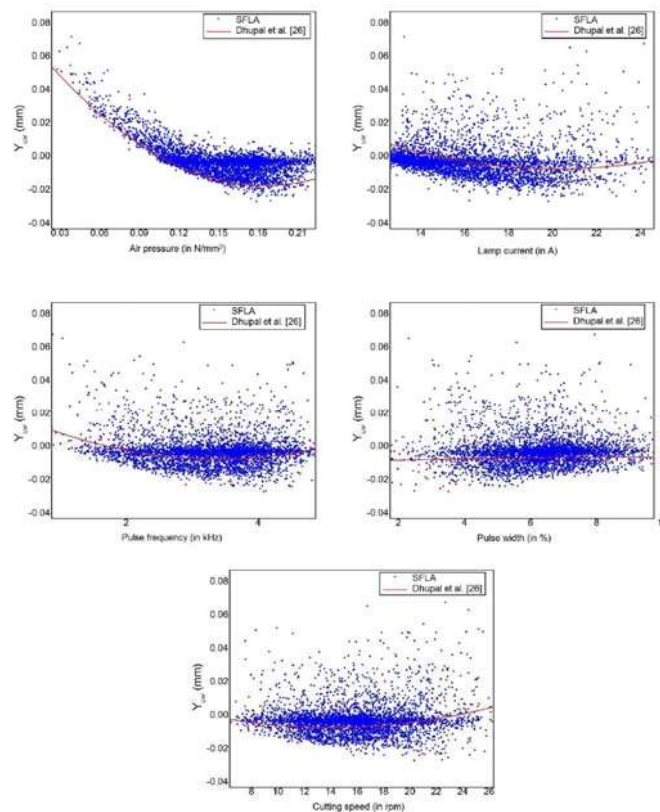 0.08
SFLA
Dhupal et al. [26]
0.06
0.04
0.02
0.00
-0.02
-0.04
(mm)
0.03 0.06 0.09 0.12 0.15 0.18 0.21
Air pressure (in N/mm²)
0.08
SFLA
Dhupal et al. [26]
0.06
0.04
0.02
0.00
-0.02
-0.04
(mm)
14 16 18 20 22 24
Lamp current (in A)
0.08
SFLA
Dhupal et al. [26]
0.06
0.04
0.02
0.00
-0.02
-0.04
(mm)
2 4
Pulse frequency (in kHz)
0.08
SFLA
Dhupal et al. [26]
0.06
0.04
0.02
0.00
-0.02
-0.04
(mm)
2 4 6 8 1
Pulse width (in %)
0.08
SFLA
Dhupal et al. [26]
0.06
0.04
0.02
0.00
-0.02
-0.04
(mm)
8 10 12 14 16 18 20 22 24 26
Cutting speed (in rpm)